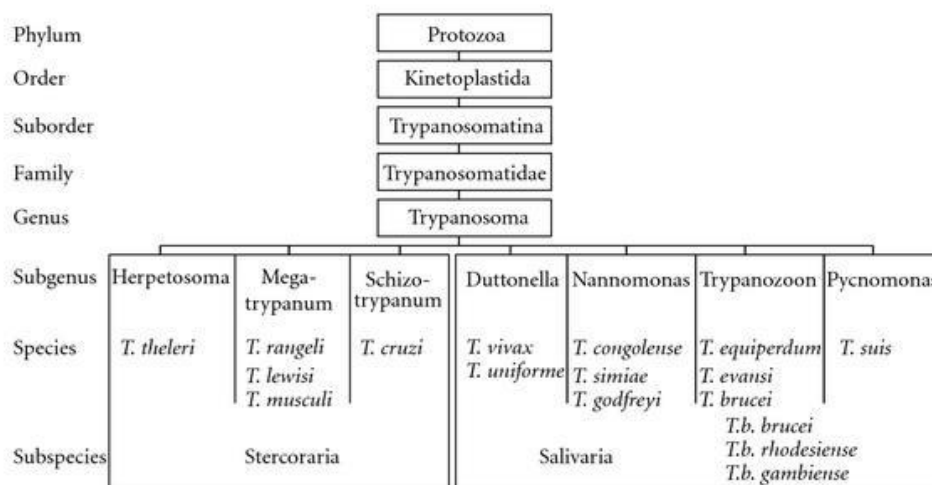 Phylum Protozoa
Order Kinetoplastida
Suborder Trypanosomatina
Family Trypanosomatidae
Genus Trypanosoma
Subgenus Herpetosoma Mega- Schizo- Duttonella Nannomonas Trypanozoon Pycnomonas
trypanum trypanum
Species T. theleri T. rangeli T. cruzi T. vivax T. congolense T. equiperdum T. suis
T. lewisi T. uniforme T. simiae T. evansi
T. musculi T. godfreyi T. brucei
T.b. brucei
Subspecies Stercoraria Salivaria T.b. rhodesiense
T.b. gambiense